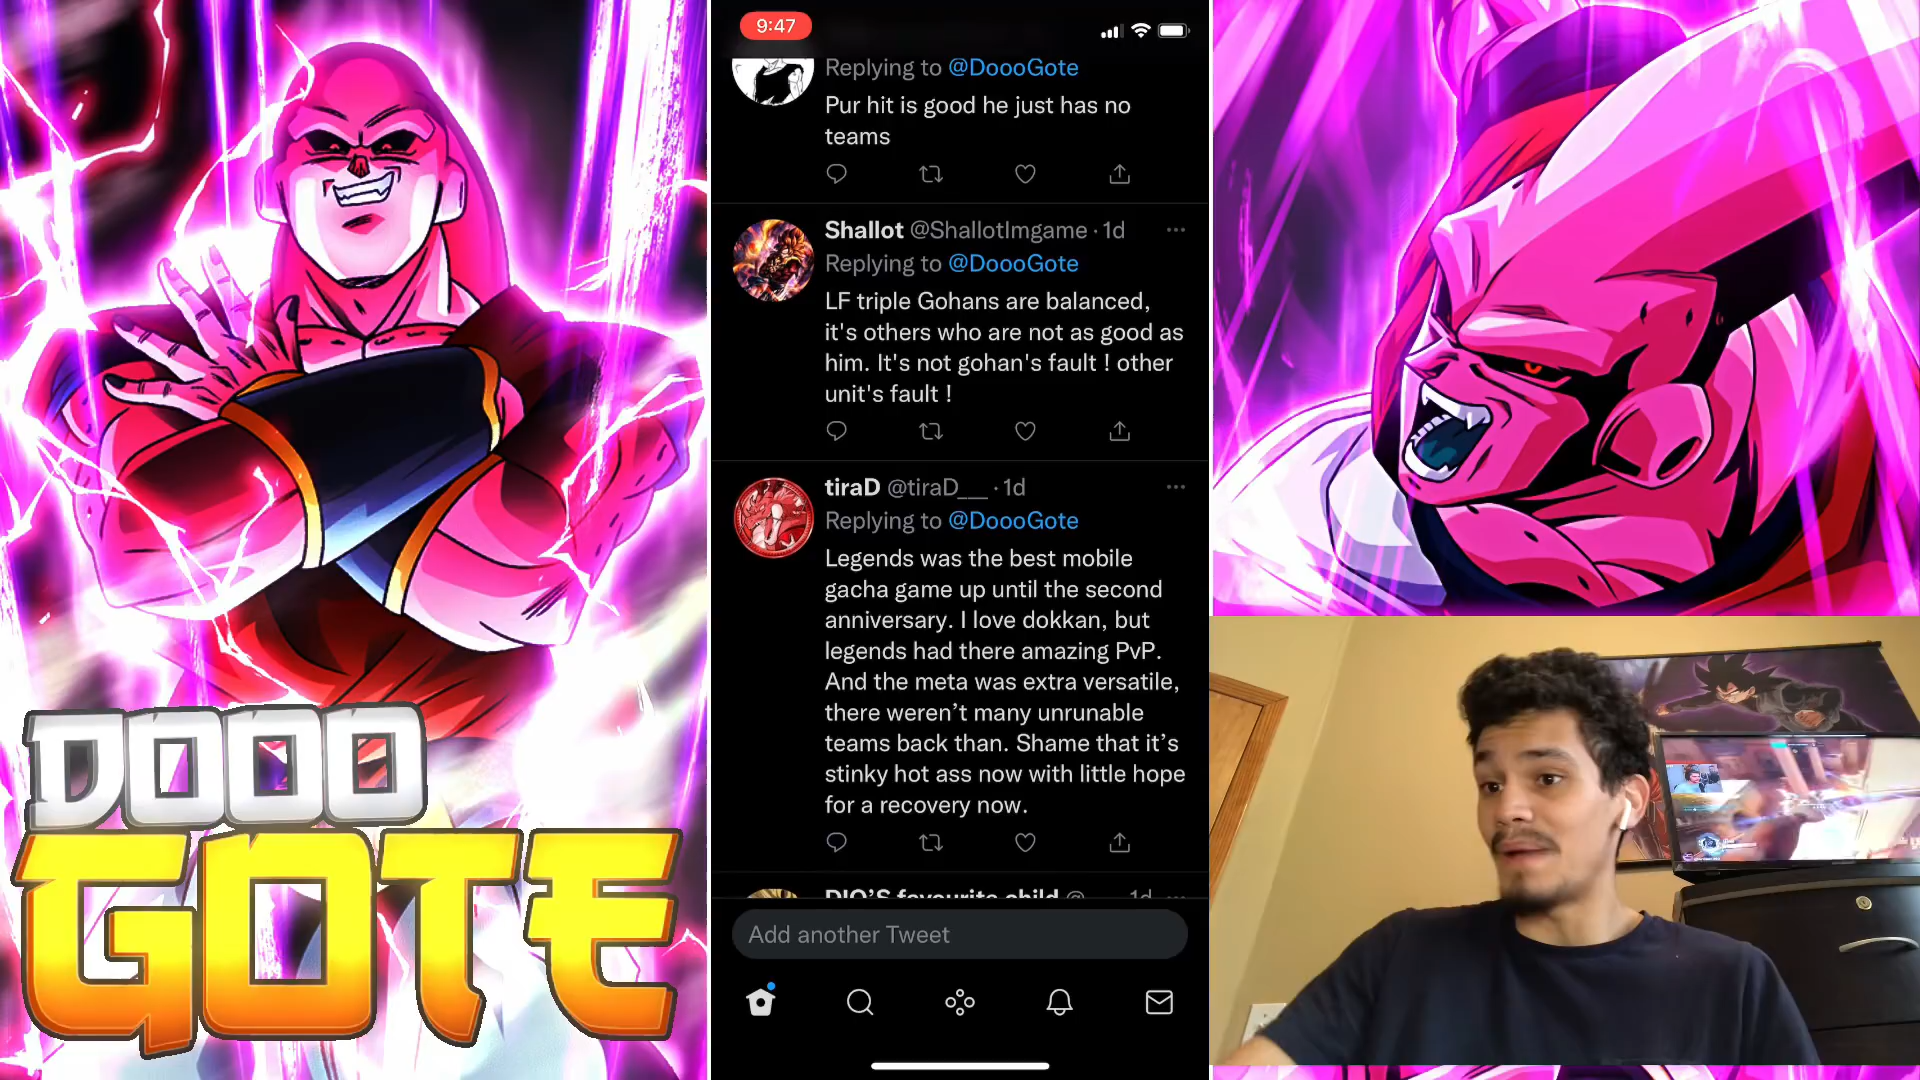 9:47
Replying to @DoooGote
Pur hit is good he just has no
teams
Shallot @ShallotImgame · 1d
Replying to @DoooGote
LF triple Gohans are balanced,
it's others who are not as good as
him. It's not gohan's fault ! other
unit's fault !
tiraD @tiraD__ · 1d
Replying to @DoooGote
Legends was the best mobile
gacha game up until the second
anniversary. I love dokkan, but
legends had there amazing PvP.
And the meta was extra versatile,
there weren’t many unrunable
teams back than. Shame that it’s
stinky hot ass now with little hope
for a recovery now.
DIO’S favourite child @ 1d
Add another Tweet
DOOO
GOTE